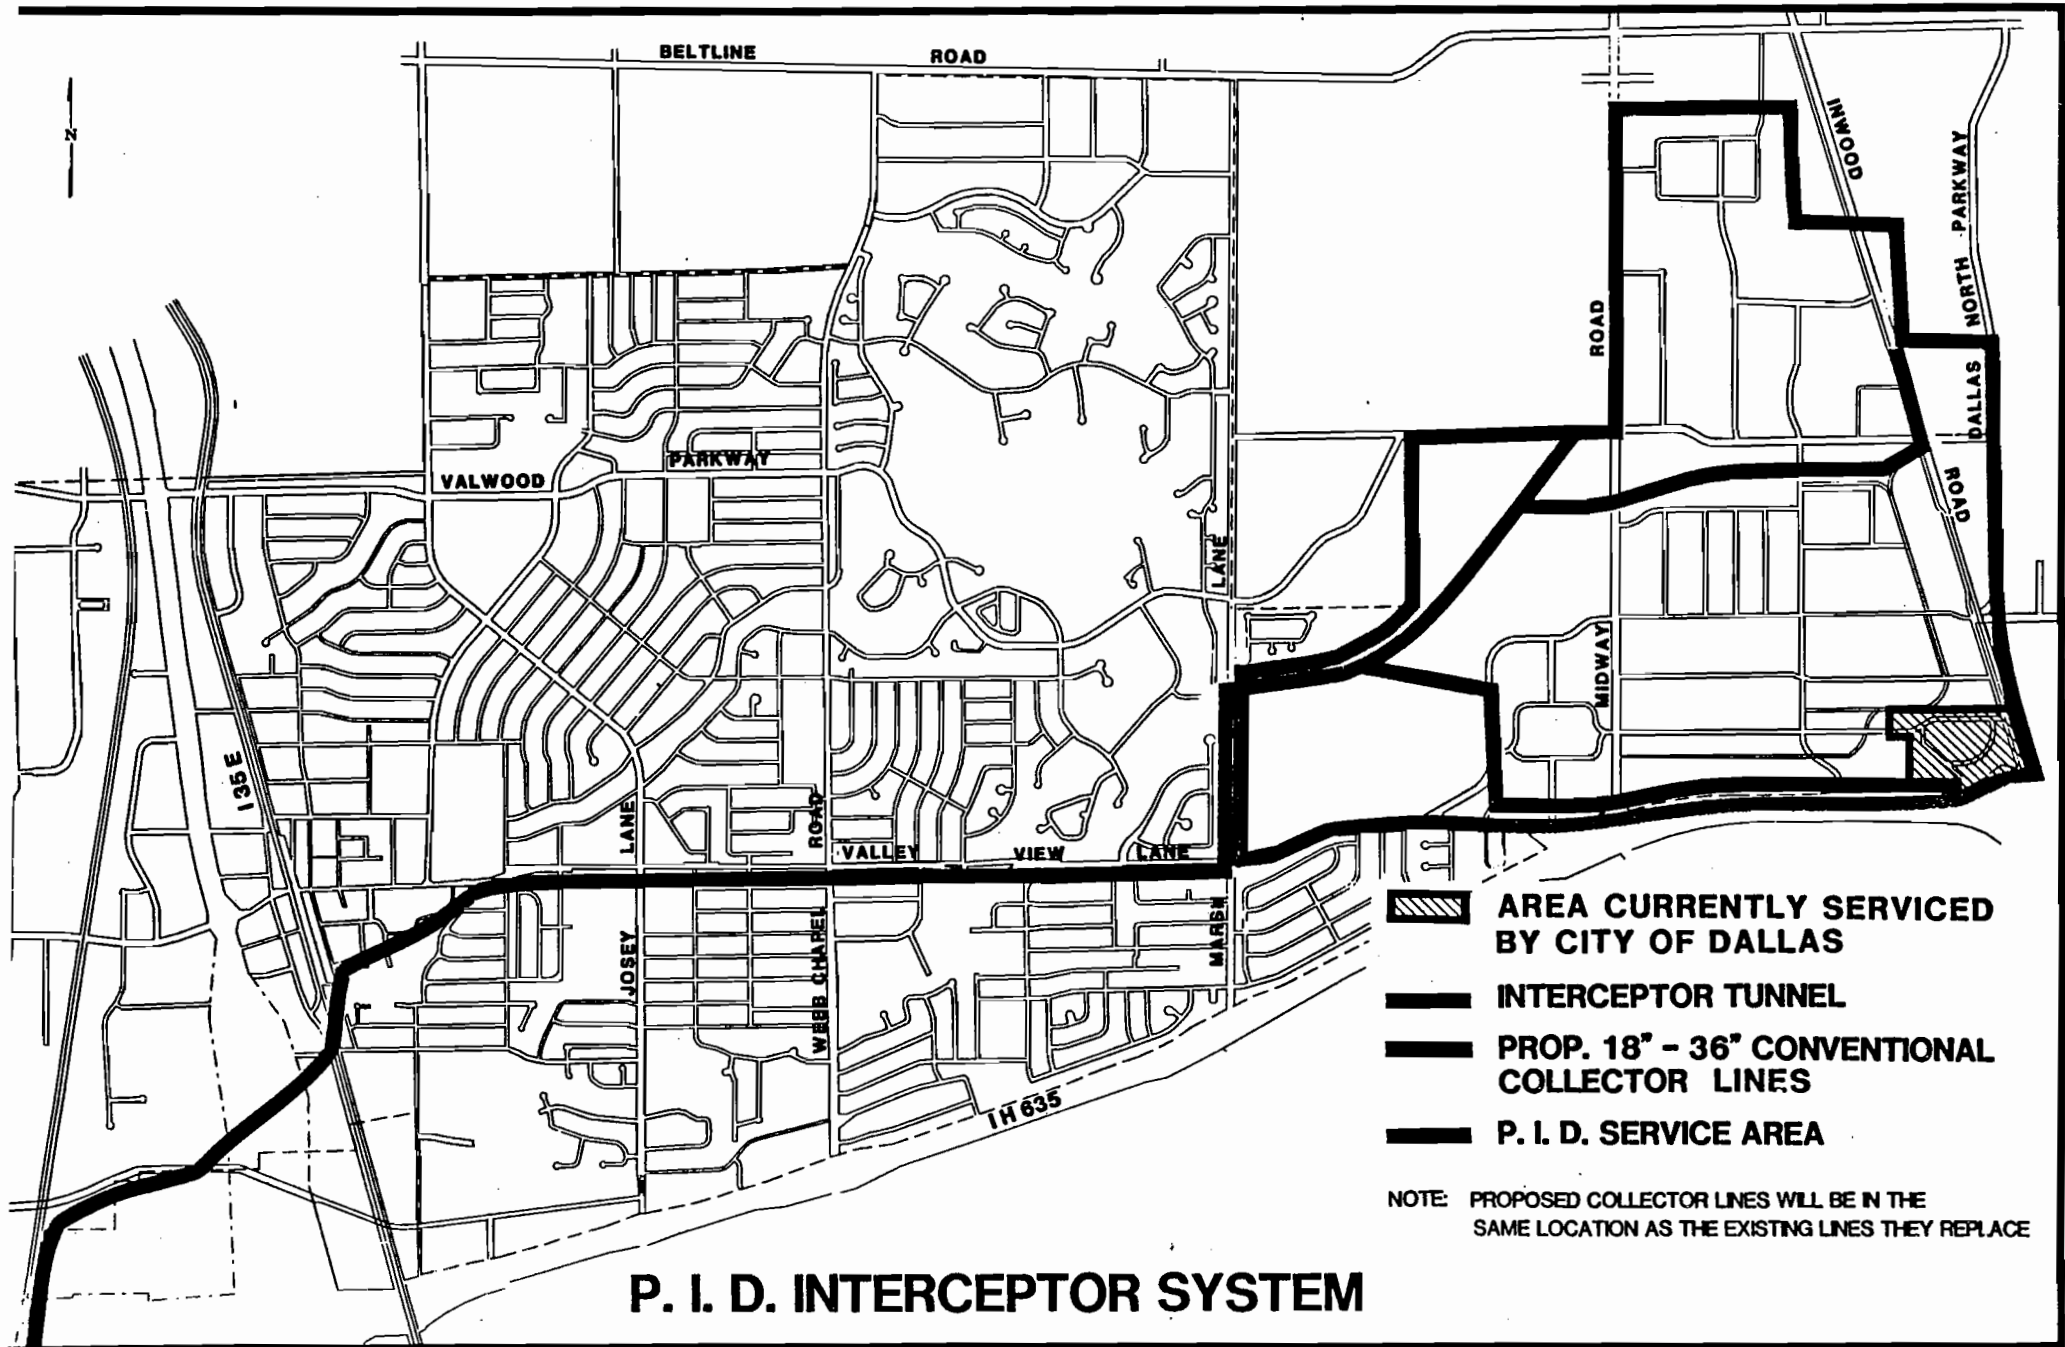 BELTLINE ROAD
N
INWOOD
NORTH PARKWAY
ROAD
DALLAS
PARKWAY
VALWOOD
ROAD
LANE
MIDWAY
I 35 E
LANE
ROAD
VALLEY VIEW LANE
MARSH
JOSEY
WEBB CHAPEL
IH 635
AREA CURRENTLY SERVICED
BY CITY OF DALLAS
INTERCEPTOR TUNNEL
PROP. 18" - 36" CONVENTIONAL
COLLECTOR LINES
P. I. D. SERVICE AREA
NOTE: PROPOSED COLLECTOR LINES WILL BE IN THE
SAME LOCATION AS THE EXISTING LINES THEY REPLACE
P. I. D. INTERCEPTOR SYSTEM